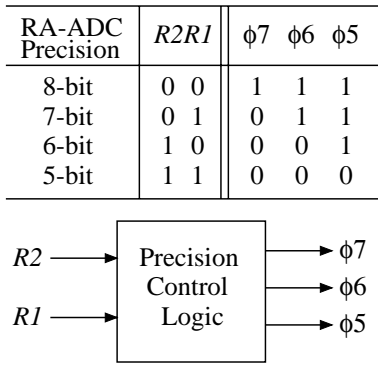 RA-ADC Precision R2R1 ϕ7 ϕ6 ϕ5
8-bit 0 0 1 1 1
7-bit 0 1 0 1 1
6-bit 1 0 0 0 1
5-bit 1 1 0 0 0
R2 Precision Control Logic ϕ7
R1 ϕ6
ϕ5